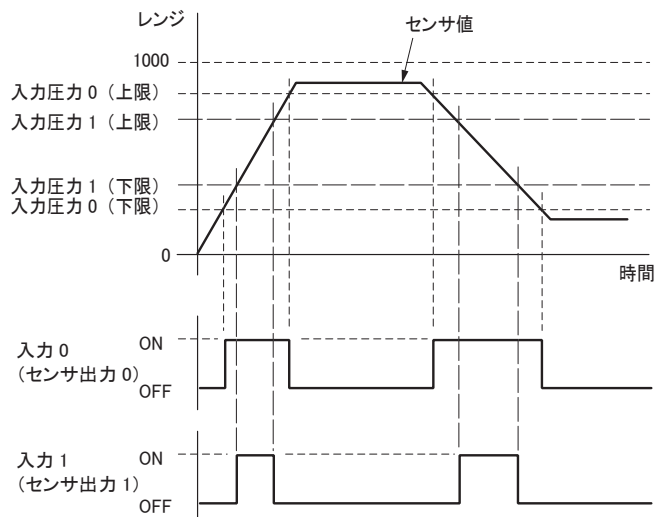 レンジ
センサ値
1000
入力圧力0（上限）
入力圧力1（上限）
入力圧力1（下限）
入力圧力0（下限）
0
時間
入力0
（センサ出力0）
ON
OFF
入力1
（センサ出力1）
ON
OFF